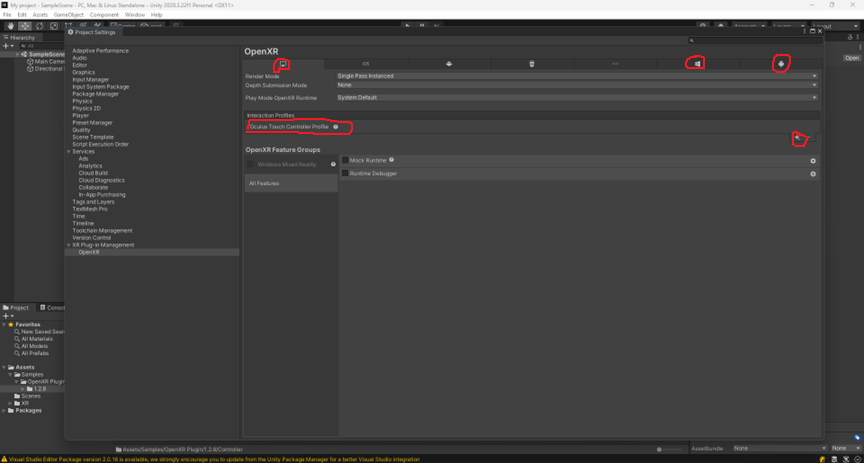 My project - SampleScene - PC, Mac & Linux Standalone - Unity 2020.3.22f1 Personal <DX11>
File Edit Assets GameObject Component Window Help
Hierarchy
All
SampleScene
Main Came
Directional
Project Settings
Adaptive Performance
Audio
Editor
Graphics
Input Manager
Input System Package
Package Manager
Physics
Physics 2D
Player
Preset Manager
Quality
Scene Template
Script Execution Order
Services
Ads
Analytics
Cloud Build
Cloud Diagnostics
Collaborate
In-App Purchasing
Tags and Layers
TextMesh Pro
Time
Timeline
Toolchain Management
Version Control
XR Plug-in Management
OpenXR
OpenXR
Render Mode Single Pass Instanced
Depth Submission Mode None
Play Mode OpenXR Runtime System Default
Interaction Profiles
Oculus Touch Controller Profile
OpenXR Feature Groups
Windows Mixed Reality
All Features
Mock Runtime
Runtime Debugger
Open
Project Consol
Favorites
New Saved Sear
All Materials
All Models
All Prefabs
Assets
Samples
OpenXR Plugin
1.2.8
Scenes
XR
Packages
Assets/Samples/OpenXR Plugin/1.2.8/Controller
AssetBundle None None
Visual Studio Editor Package version 2.0.18 is available, we strongly encourage you to update from the Unity Package Manager for a better Visual Studio integration